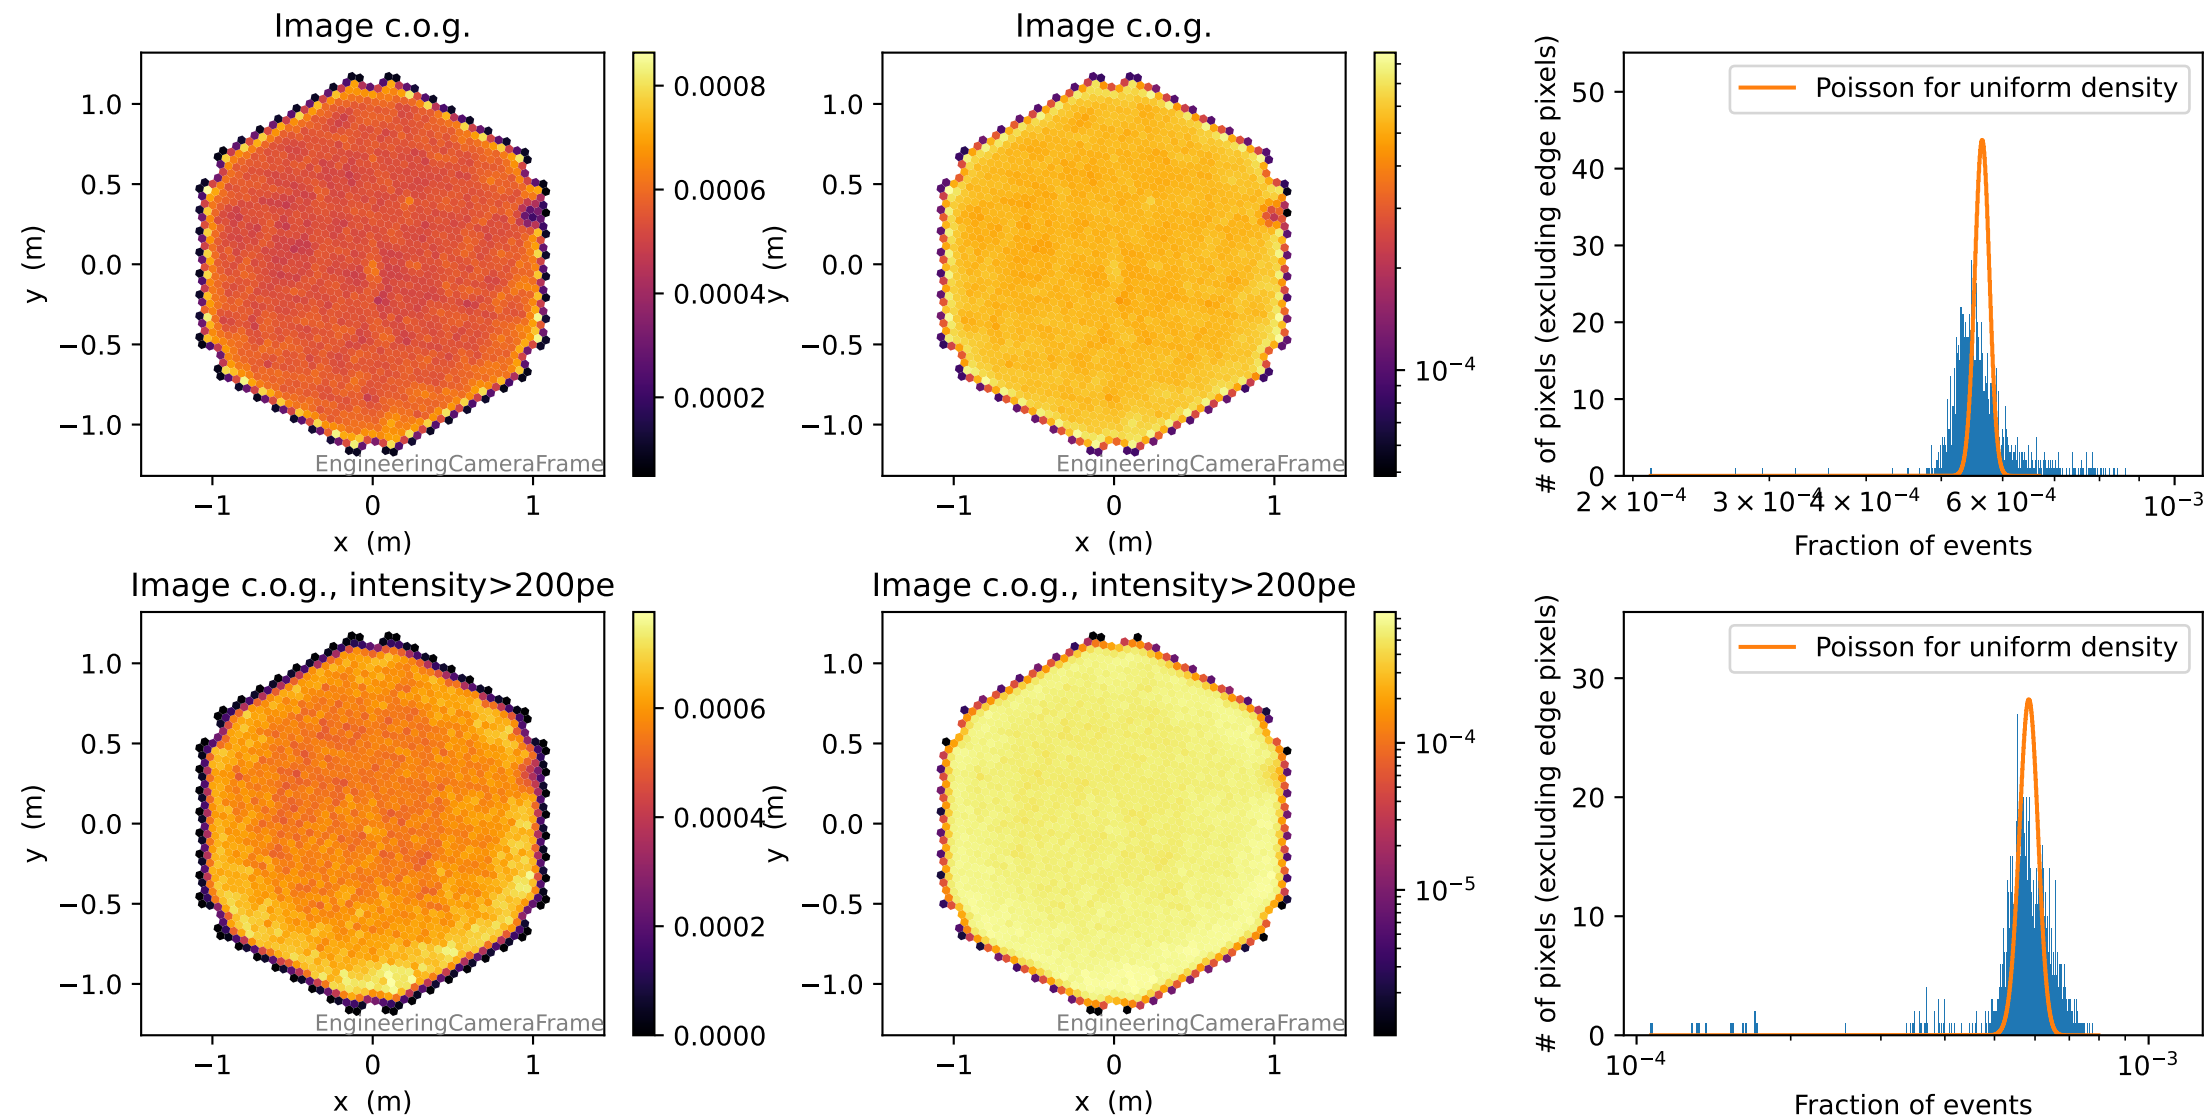 Image c.o.g.
1.0
0.5
0.0
−0.5
−1.0
y (m)
EngineeringCameraFrame
−1
0
1
x (m)
0.0008
0.0006
0.0004
0.0002
Image c.o.g.
1.0
0.5
0.0
−0.5
−1.0
y (m)
EngineeringCameraFrame
−1
0
1
x (m)
10⁻⁴
# of pixels (excluding edge pixels)
50
40
30
20
10
0
Poisson for uniform density
2 × 10⁻⁴
3 × 10⁻⁴
4 × 10⁻⁴
6 × 10⁻⁴
10⁻³
Fraction of events
Image c.o.g., intensity>200pe
1.0
0.5
0.0
−0.5
−1.0
y (m)
EngineeringCameraFrame
−1
0
1
x (m)
0.0006
0.0004
0.0002
0.0000
Image c.o.g., intensity>200pe
1.0
0.5
0.0
−0.5
−1.0
y (m)
EngineeringCameraFrame
−1
0
1
x (m)
10⁻⁴
10⁻⁵
# of pixels (excluding edge pixels)
30
20
10
0
Poisson for uniform density
10⁻⁴
10⁻³
Fraction of events